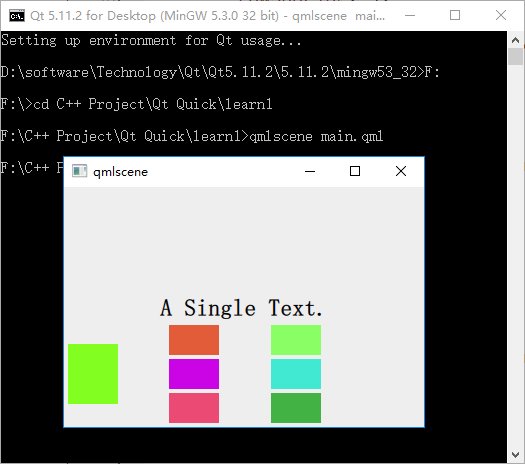 Qt 5.11.2 for Desktop (MinGW 5.3.0 32 bit) - qmlscene mai...
Setting up environment for Qt usage...
D:\software\Technology\Qt\Qt5.11.2\5.11.2\mingw53_32>F:
F:\>cd C++ Project\Qt Quick\learn1
F:\C++ Project\Qt Quick\learn1>qmlscene main.qml
F:\C++ P
qmlscene
A Single Text.